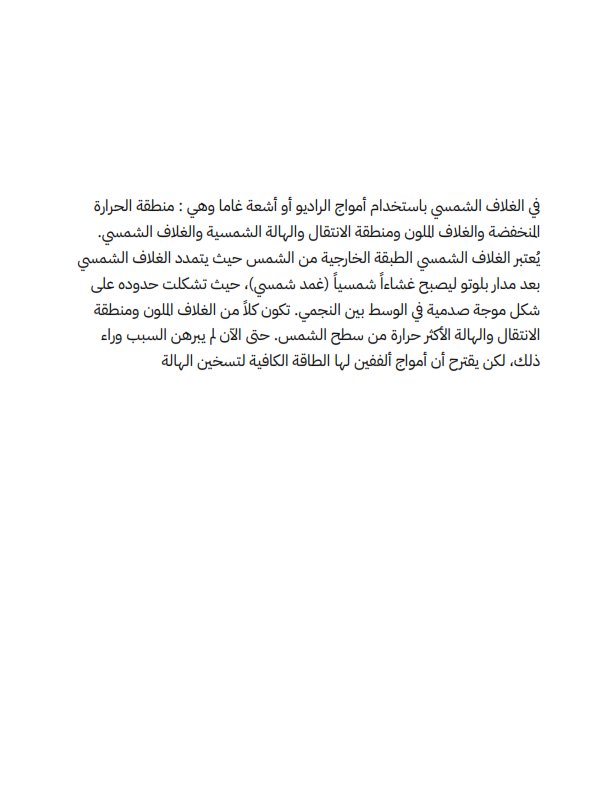 في الغلاف الشمسي باستخدام أمواج الراديو أو أشعة غاما وهي : منطقة الحرارة
المنخفضة والغلاف الملون ومنطقة الانتقال والهالة الشمسية والغلاف الشمسي.
يُعتبر الغلاف الشمسي الطبقة الخارجية من الشمس حيث يتمدد الغلاف الشمسي
بعد مدار بلوتو ليصبح غشاءاً شمسياً (غمد شمسي)، حيث تشكلت حدوده على
شكل موجة صدمية في الوسط بين النجمي. تكون كلاً من الغلاف الملون ومنطقة
الانتقال والهالة الأكثر حرارة من سطح الشمس. حتى الآن لم يبرهن السبب وراء
ذلك، لكن يقترح أن أمواج ألففين لها الطاقة الكافية لتسخين الهالة